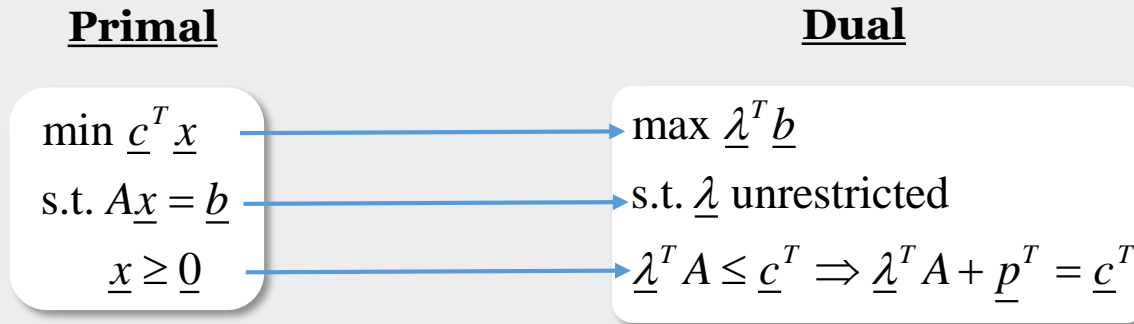 Primal
Dual
min c^T x
s.t. Ax = b
x ≥ 0
max λ^T b
s.t. λ unrestricted
λ^T A ≤ c^T ⇒ λ^T A + p^T = c^T